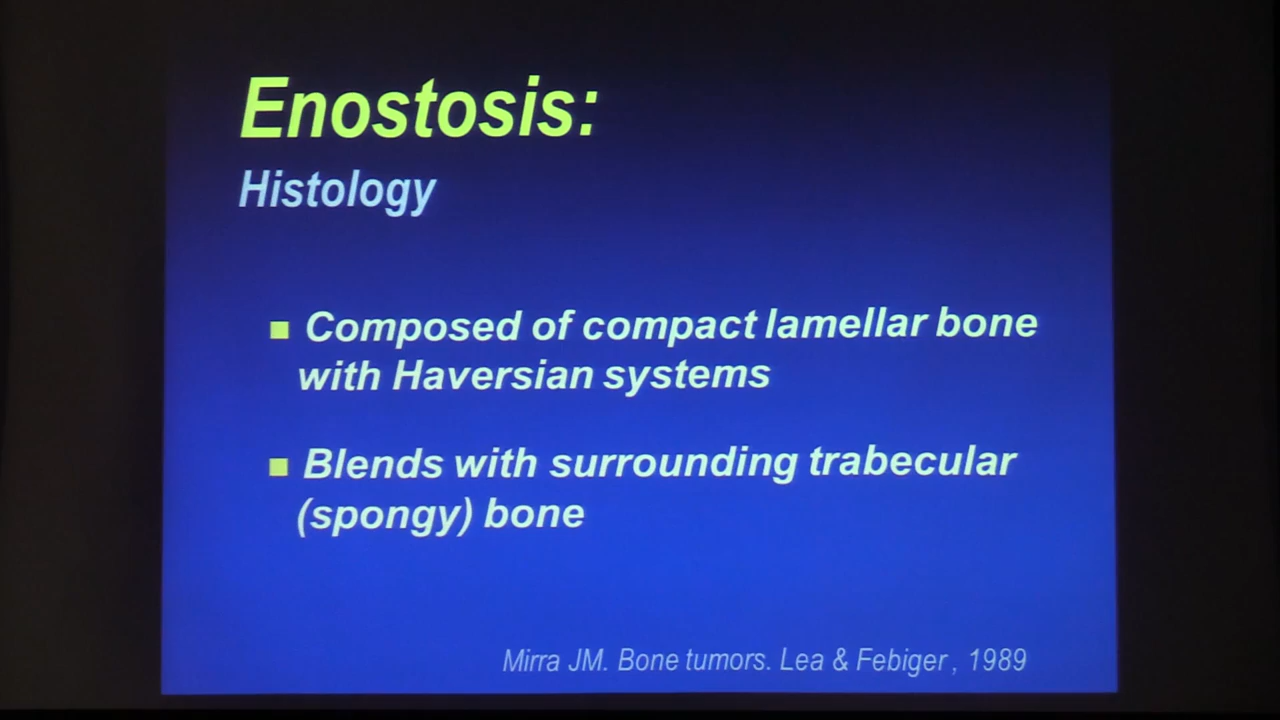 Enostosis:
Histology
■ Composed of compact lamellar bone
with Haversian systems
■ Blends with surrounding trabecular
(spongy) bone
Mirra JM. Bone tumors. Lea & Febiger , 1989